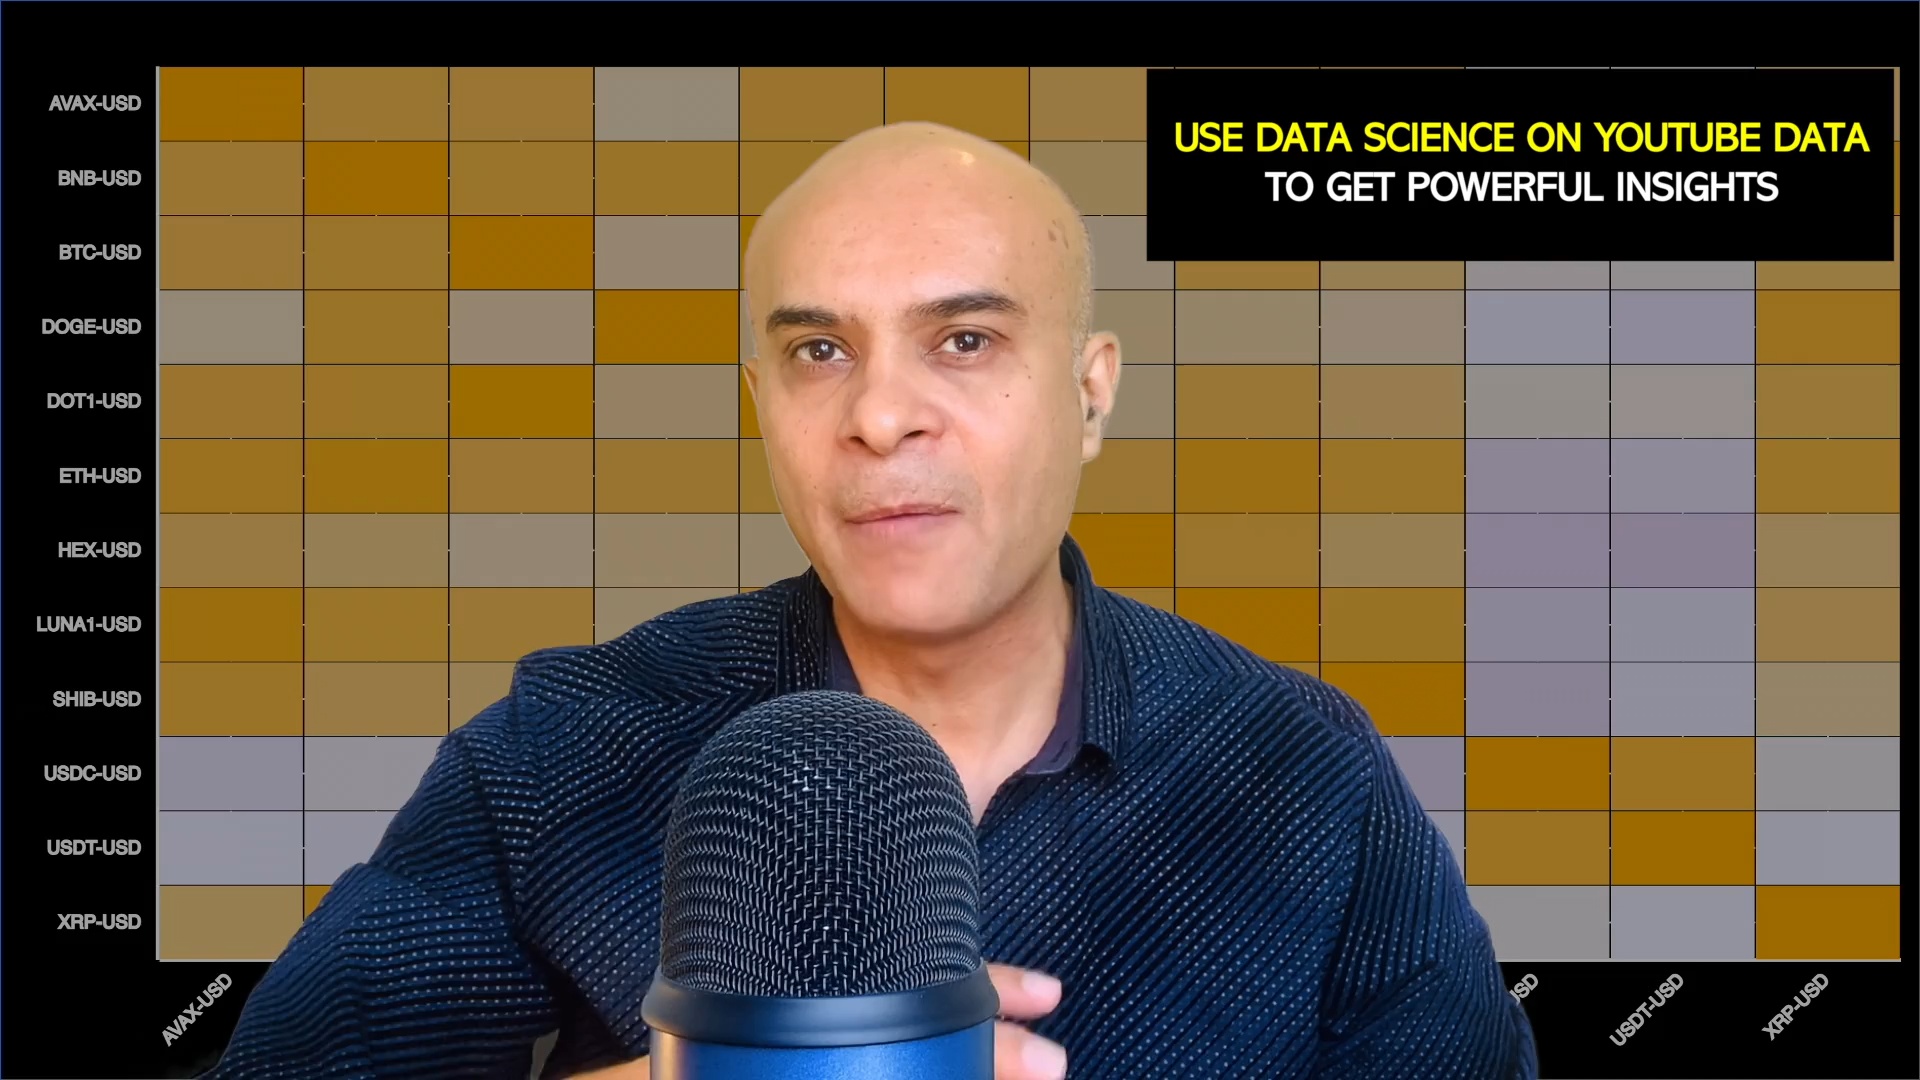 USE DATA SCIENCE ON YOUTUBE DATA
TO GET POWERFUL INSIGHTS
AVAX-USD
BNB-USD
BTC-USD
DOGE-USD
DOT1-USD
ETH-USD
HEX-USD
LUNA1-USD
SHIB-USD
USDC-USD
USDT-USD
XRP-USD
AVAX-USD
USDT-USD
XRP-USD